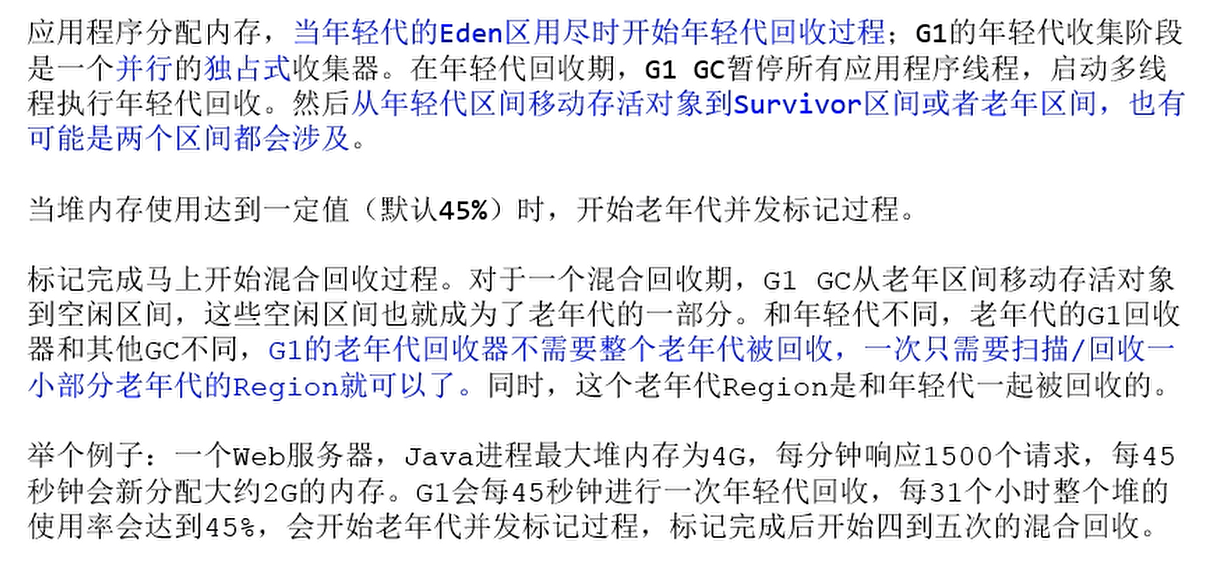 应用程序分配内存，当年轻代的Eden区用尽时开始年轻代回收过程；G1的年轻代收集阶段
是一个并行的独占式收集器。在年轻代回收期，G1 GC暂停所有应用程序线程，启动多线
程执行年轻代回收。然后从年轻代区间移动存活对象到Survivor区间或者老年区间，也有
可能是两个区间都会涉及。
当堆内存使用达到一定值（默认45%）时，开始老年代并发标记过程。
标记完成马上开始混合回收过程。对于一个混合回收期，G1 GC从老年区间移动存活对象
到空闲区间，这些空闲区间也就成为了老年代的一部分。和年轻代不同，老年代的G1回收
器和其他GC不同，G1的老年代回收器不需要整个老年代被回收，一次只需要扫描/回收一
小部分老年代的Region就可以了。同时，这个老年代Region是和年轻代一起被回收的。
举个例子：一个Web服务器，Java进程最大堆内存为4G，每分钟响应1500个请求，每45
秒钟会新分配大约2G的内存。G1会每45秒钟进行一次年轻代回收，每31个小时整个堆的
使用率会达到45%，会开始老年代并发标记过程，标记完成后开始四到五次的混合回收。